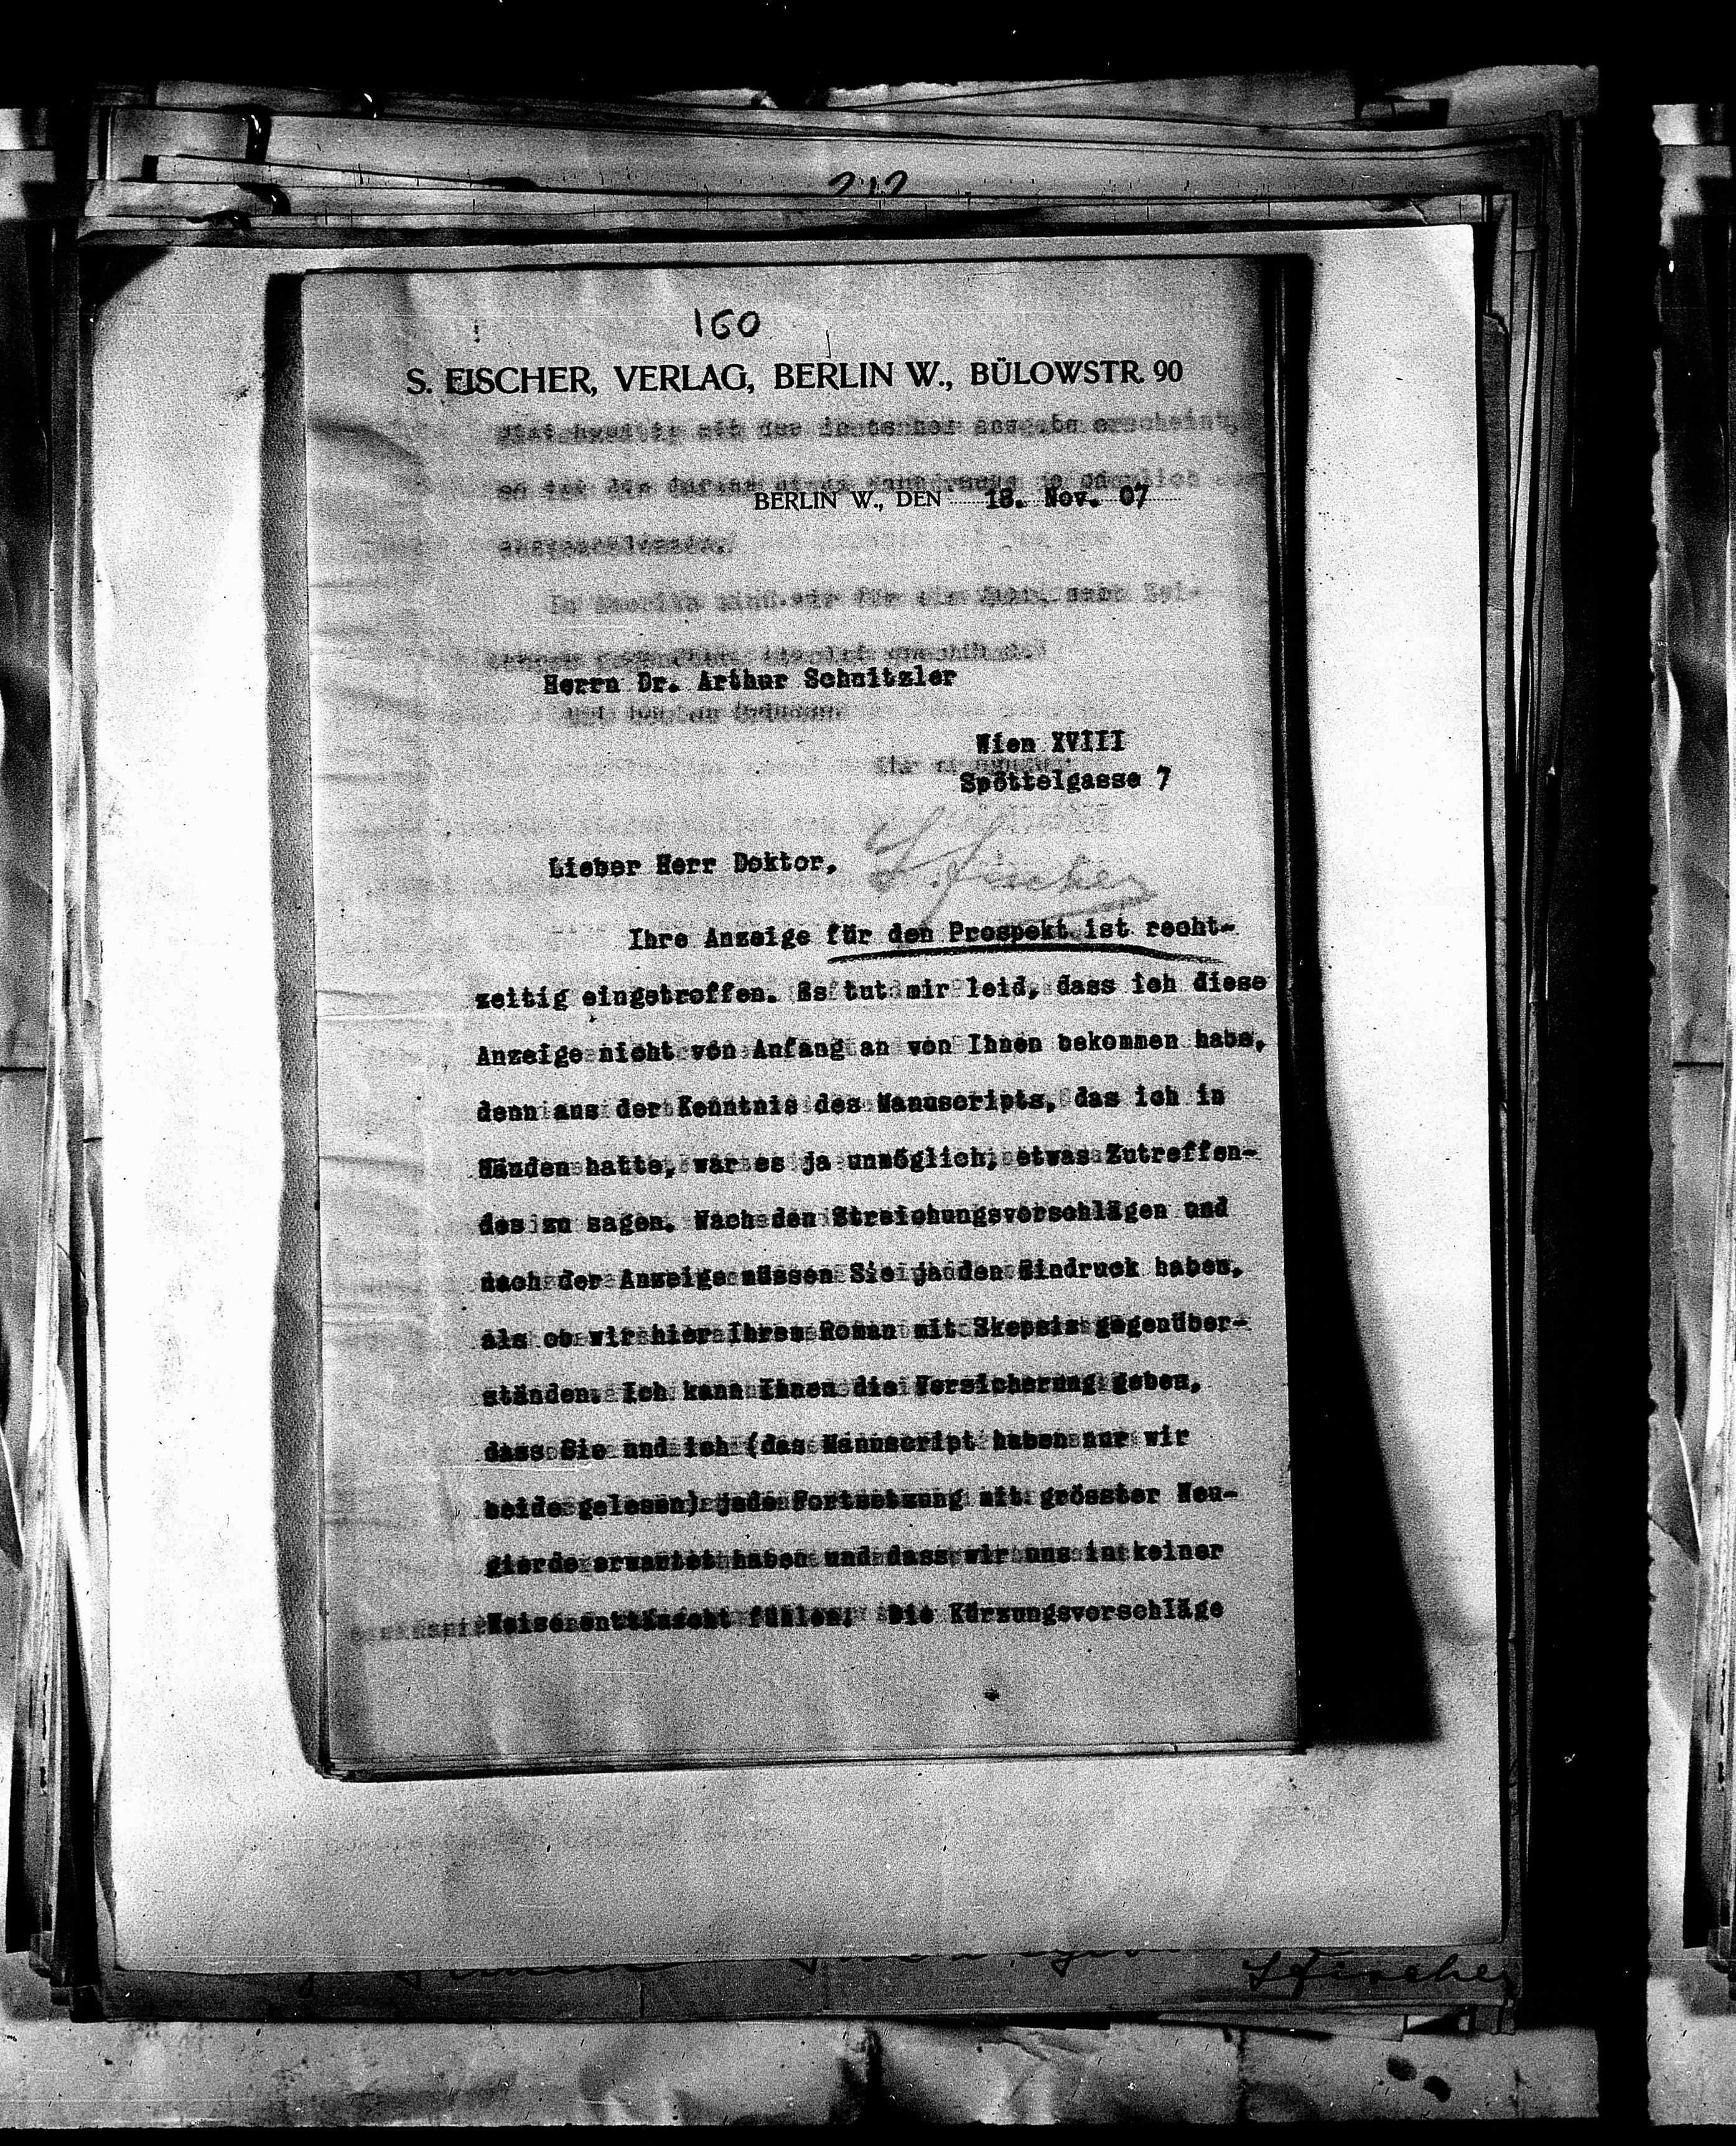 212
160
S. FISCHER, VERLAG, BERLIN W., BÜLOWSTR. 90
BERLIN W., DEN 18. Nov. 07
Herrn Dr. Arthur Schnitzler
Wien XVIII
Spöttelgasse 7
S. Fischer
Lieber Herr Doktor,
Ihre Anzeige für den Prospekt ist recht-
zeitig eingetroffen. Es tut mir leid, dass ich diese
Anzeige nicht von Anfang an von Ihnen bekommen habe,
denn aus der Kenntnis des Manuscripts, das ich in
Händen hatte, war es ja unmöglich, etwas Zutreffen-
des zu sagen. Nach den Streichungsvorschlägen und
nach der Anzeige müssen Sie ja den Eindruck haben,
als ob wir hier Ihrem Roman mit Skepsis gegenüber-
ständen. Ich kann Ihnen die Versicherung geben,
dass Bie und ich (das Manuscript haben nur wir
beide gelesen) jede Fortsetzung mit grösster Neu-
gierde erwartet haben und dass wir uns in keiner
Weise enttäuscht fühlen. Die Kürzungsvorschläge
SFischer